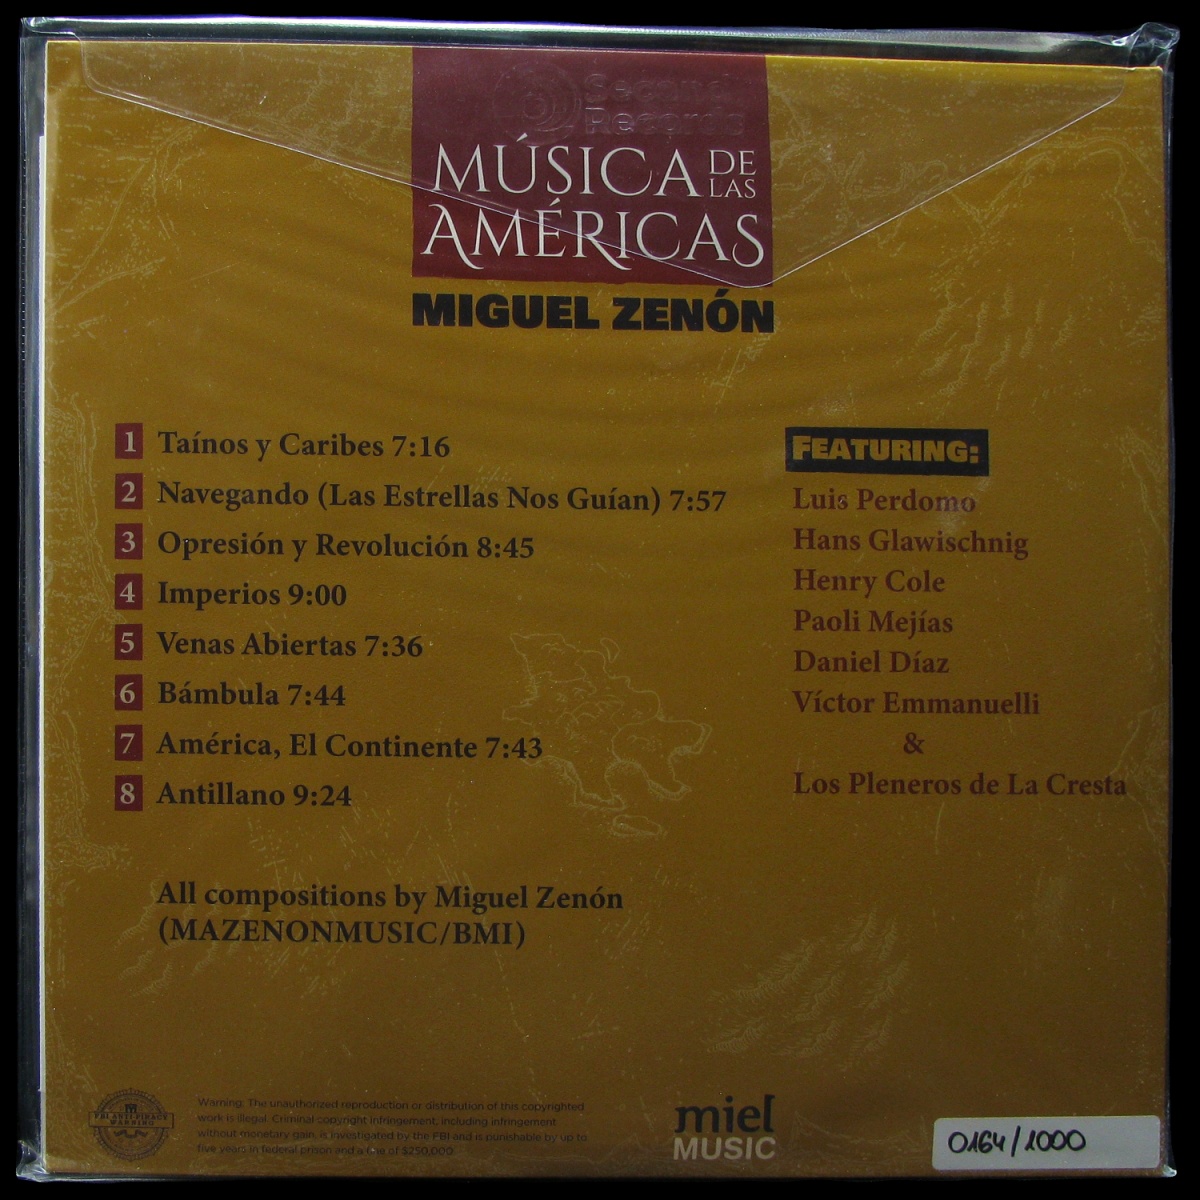 Second
Records
MÚSICA DE LAS
AMÉRICAS
MIGUEL ZENÓN
1 Taínos y Caribes 7:16
2 Navegando (Las Estrellas Nos Guían) 7:57
3 Opresión y Revolución 8:45
4 Imperios 9:00
5 Venas Abiertas 7:36
6 Bámbula 7:44
7 América, El Continente 7:43
8 Antillano 9:24
FEATURING:
Luis Perdomo
Hans Glawischnig
Henry Cole
Paoli Mejías
Daniel Díaz
Víctor Emmanuelli
&
Los Pleneros de La Cresta
All compositions by Miguel Zenón
(MAZENONMUSIC/BMI)
FBI ANTI-PIRACY
WARNING
Warning: The unauthorized reproduction or distribution of this copyrighted
work is illegal. Criminal copyright infringement, including infringement
without monetary gain, is investigated by the FBI and is punishable by up to
five years in federal prison and a fine of $250,000.
miel
MUSIC
0164/1000